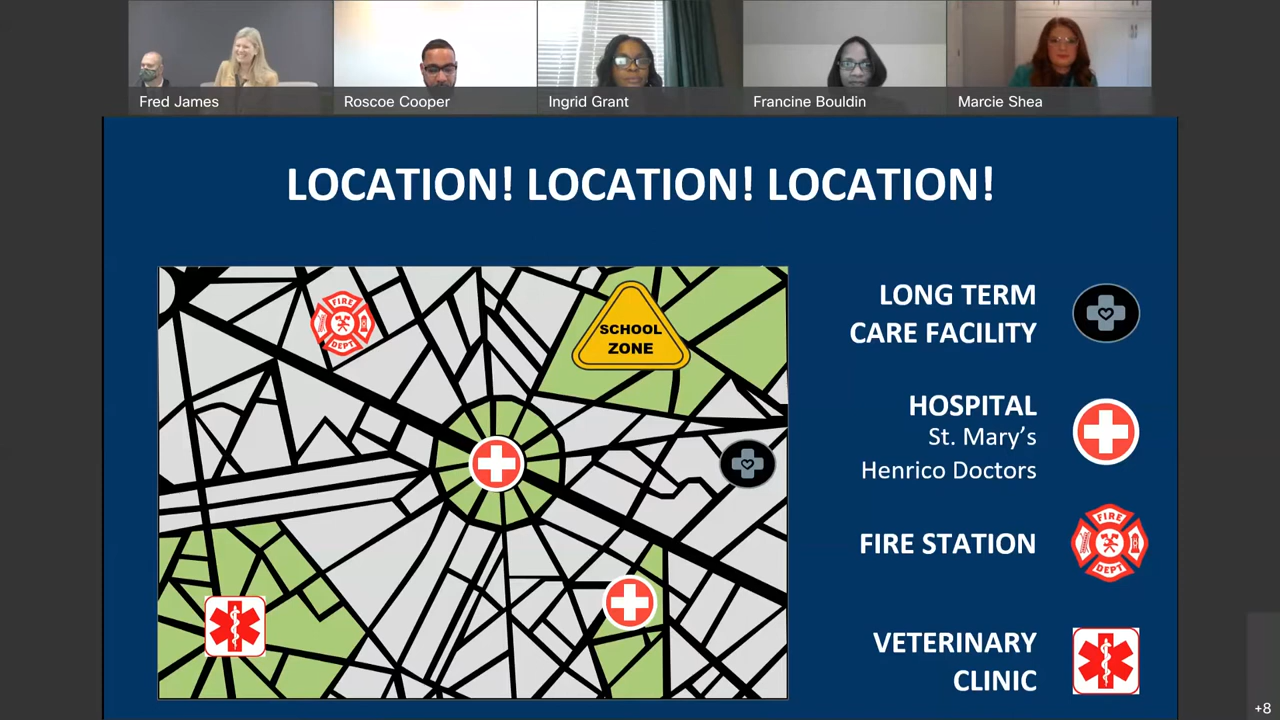 Fred James
Roscoe Cooper
Ingrid Grant
Francine Bouldin
Marcie Shea
LOCATION! LOCATION! LOCATION!
FIRE
DEPT
SCHOOL
ZONE
LONG TERM
CARE FACILITY
HOSPITAL
St. Mary's
Henrico Doctors
FIRE STATION
FIRE
DEPT
VETERINARY
CLINIC
+8